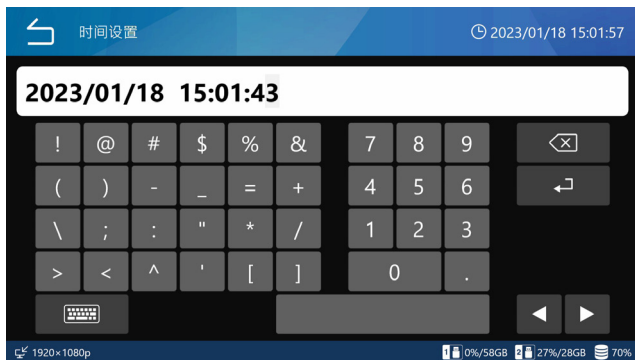 时间设置 2023/01/18 15:01:57
2023/01/18 15:01:43
! @ # $ % & 7 8 9
( ) - _ = + 4 5 6
\ ; : " * / 1 2 3
> < ^ ' [ ] 0 .
1920×1080p 1 0%/58GB 2 27%/28GB 70%